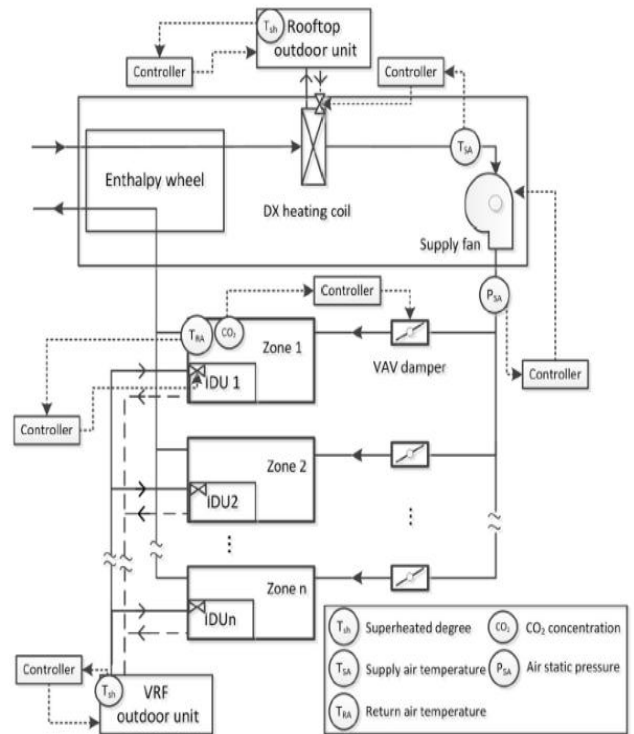 Tsh
Rooftop
outdoor unit
Controller
Controller
Enthalpy wheel
DX heating coil
TSA
Supply fan
Controller
PSA
TRA
CO₂
Zone 1
VAV damper
IDU 1
Controller
Controller
Zone 2
IDU2
Zone n
IDUn
Controller
Tsh
VRF
outdoor unit
Tsh Superheated degree
CO₂ CO₂ concentration
TSA Supply air temperature
PSA Air static pressure
TRA Return air temperature